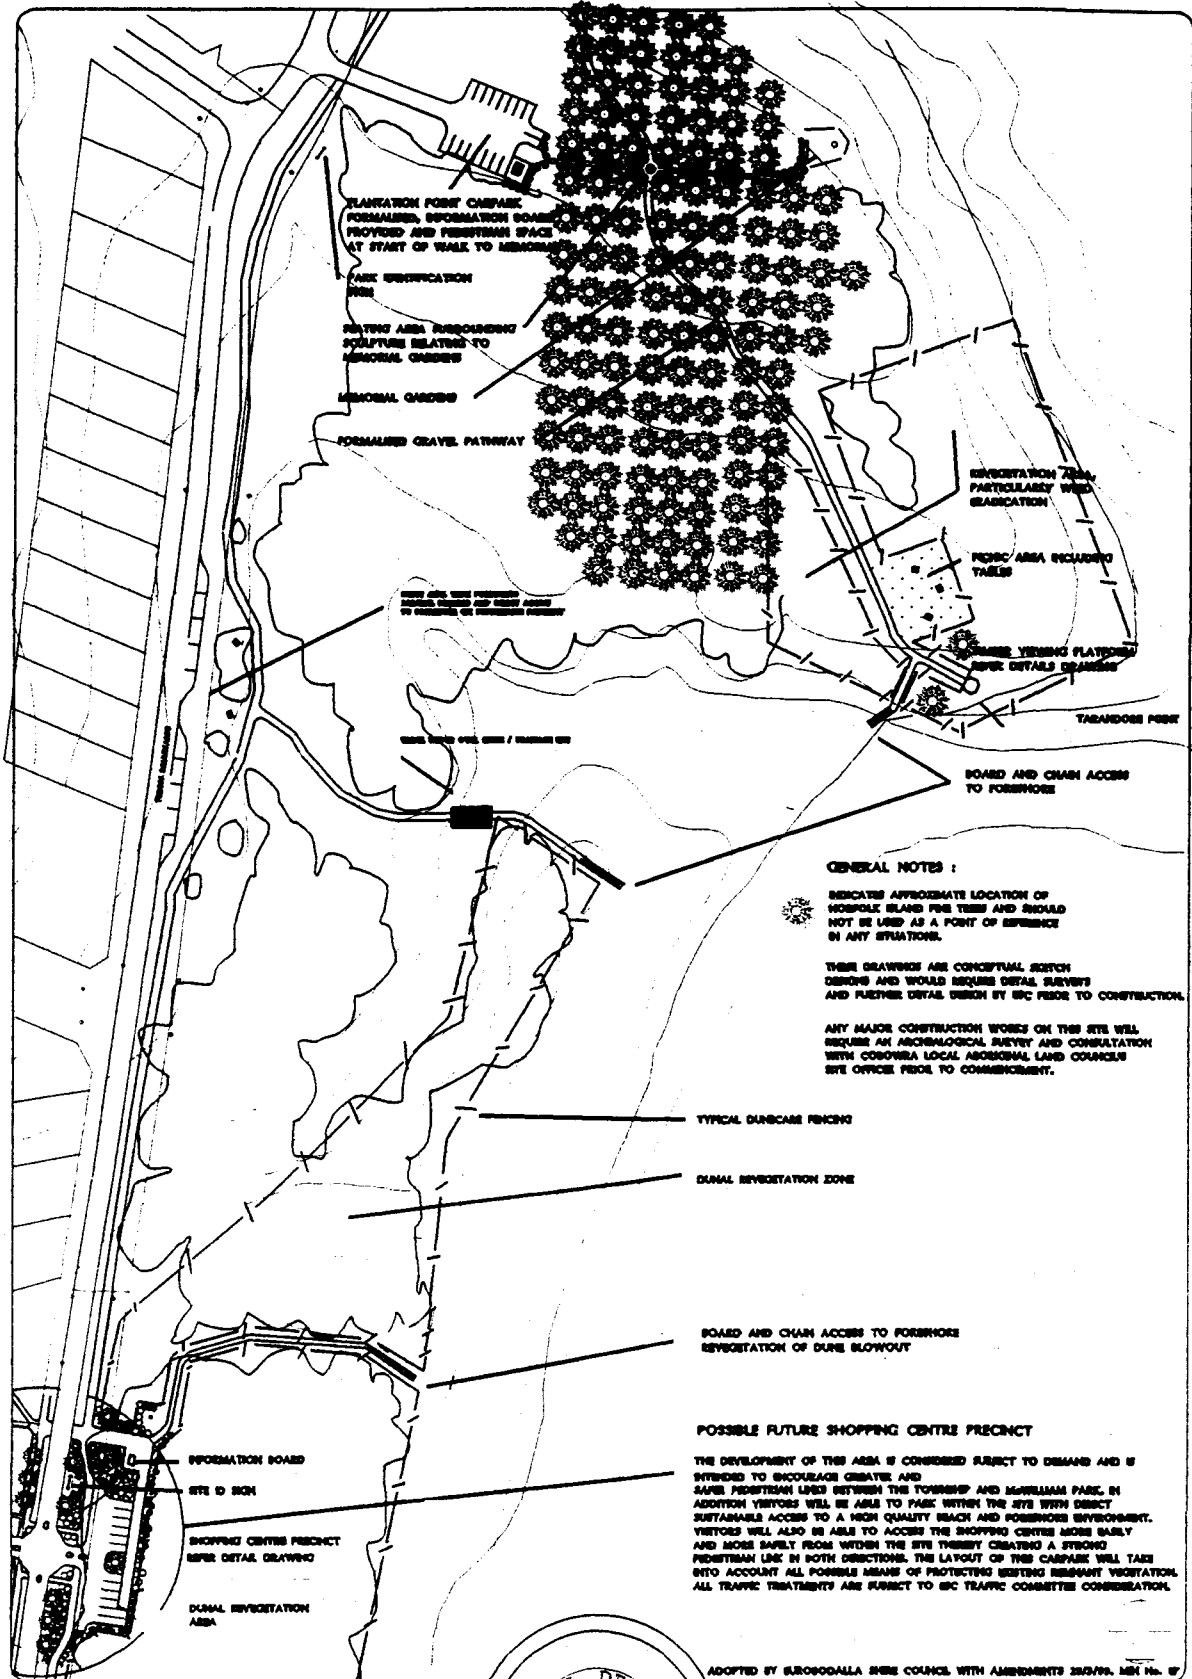 PLANTATION POINT CARPARK
FORMALISED, INFORMATION BOARD
PROVIDED AND PEDESTRIAN SPACE
AT START OF WALK TO MEMORIAL
PARK IDENTIFICATION
SIGN
SEATING AREA SURROUNDING
SCULPTURE RELATING TO
MEMORIAL GARDENS
MEMORIAL GARDENS
FORMALISED GRAVEL PATHWAY
REVEGETATION AREA,
PARTICULARLY WEED
ERADICATION
PICNIC AREA INCLUDING
TABLES
TIMBER VIEWING PLATFORM
REFER DETAILS DRAWING
TARANDORE POINT
BOARD AND CHAIN ACCESS
TO FORESHORE
GENERAL NOTES :
INDICATES APPROXIMATE LOCATION OF
NORFOLK ISLAND PINE TREES AND SHOULD
NOT BE USED AS A POINT OF REFERENCE
IN ANY SITUATIONS.
THESE DRAWINGS ARE CONCEPTUAL SKETCH
DESIGNS AND WOULD REQUIRE DETAIL SURVEYS
AND FURTHER DETAIL DESIGN BY ESC PRIOR TO CONSTRUCTION.
ANY MAJOR CONSTRUCTION WORKS ON THIS SITE WILL
REQUIRE AN ARCHEALOGICAL SURVEY AND CONSULTATION
WITH COBOWRA LOCAL ABORIGINAL LAND COUNCILS
SITE OFFICER PRIOR TO COMMENCEMENT.
TYPICAL DUNECARE FENCING
DUNAL REVEGETATION ZONE
BOARD AND CHAIN ACCESS TO FORESHORE
REVEGETATION OF DUNE BLOWOUT
POSSIBLE FUTURE SHOPPING CENTRE PRECINCT
THE DEVELOPMENT OF THIS AREA IS CONSIDERED SUBJECT TO DEMAND AND IS
INTENDED TO ENCOURAGE GREATER AND
SAFER PEDESTRIAN LINKS BETWEEN THE TOWNSHIP AND McWILLIAM PARK. IN
ADDITION VISITORS WILL BE ABLE TO PARK WITHIN THE SITE WITH DIRECT
SUSTAINABLE ACCESS TO A HIGH QUALITY BEACH AND FORESHORE ENVIRONMENT.
VISITORS WILL ALSO BE ABLE TO ACCESS THE SHOPPING CENTRE MORE EASILY
AND MORE SAFELY FROM WITHIN THE SITE THEREBY CREATING A STRONG
PEDESTRIAN LINK IN BOTH DIRECTIONS. THE LAYOUT OF THIS CARPARK WILL TAKE
INTO ACCOUNT ALL POSSIBLE MEANS OF PROTECTING EXISTING REMNANT VEGETATION.
ALL TRAFFIC TREATMENTS ARE SUBJECT TO ESC TRAFFIC COMMITTEE CONSIDERATION.
INFORMATION BOARD
SITE ID SIGN
SHOPPING CENTRE PRECINCT
REFER DETAIL DRAWING
DUNAL REVEGETATION
AREA
ADOPTED BY EUROBODALLA SHIRE COUNCIL WITH AMENDMENTS MIN No.